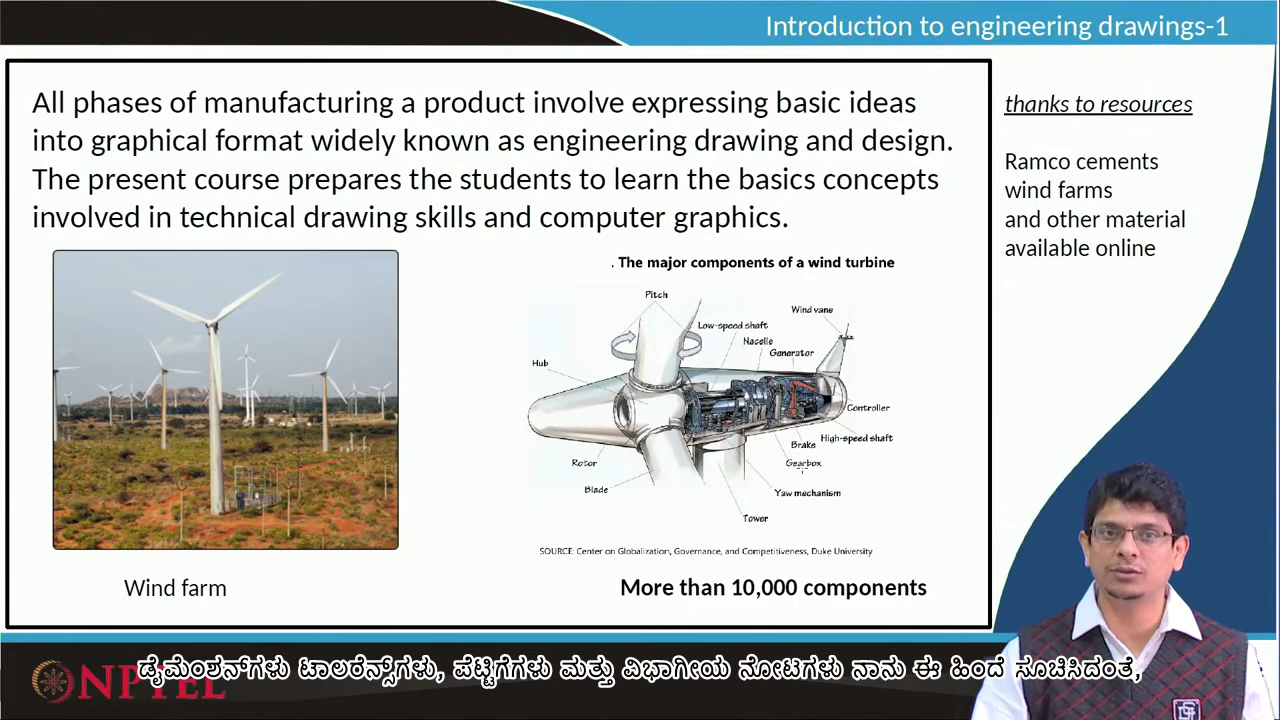 Introduction to engineering drawings-1
All phases of manufacturing a product involve expressing basic ideas
into graphical format widely known as engineering drawing and design.
The present course prepares the students to learn the basics concepts
involved in technical drawing skills and computer graphics.
thanks to resources
Ramco cements
wind farms
and other material
available online
. The major components of a wind turbine
Pitch
Wind vane
Low-speed shaft
Nacelle
Generator
Hub
Controller
High-speed shaft
Brake
Rotor
Gearbox
Blade
Yaw mechanism
Tower
SOURCE: Center on Globalization, Governance, and Competitiveness, Duke University
Wind farm
More than 10,000 components
NPTEL
ಡೈಮೆಂಶನ್‌ಗಳು ಟಾಲರೆನ್ಸ್‌ಗಳು, ಪೆಟ್ಟಿಗೆಗಳು ಮತ್ತು ವಿಭಾಗೀಯ ನೋಟಗಳು ನಾನು ಈ ಹಿಂದೆ ಸೂಚಿಸಿದಂತೆ,